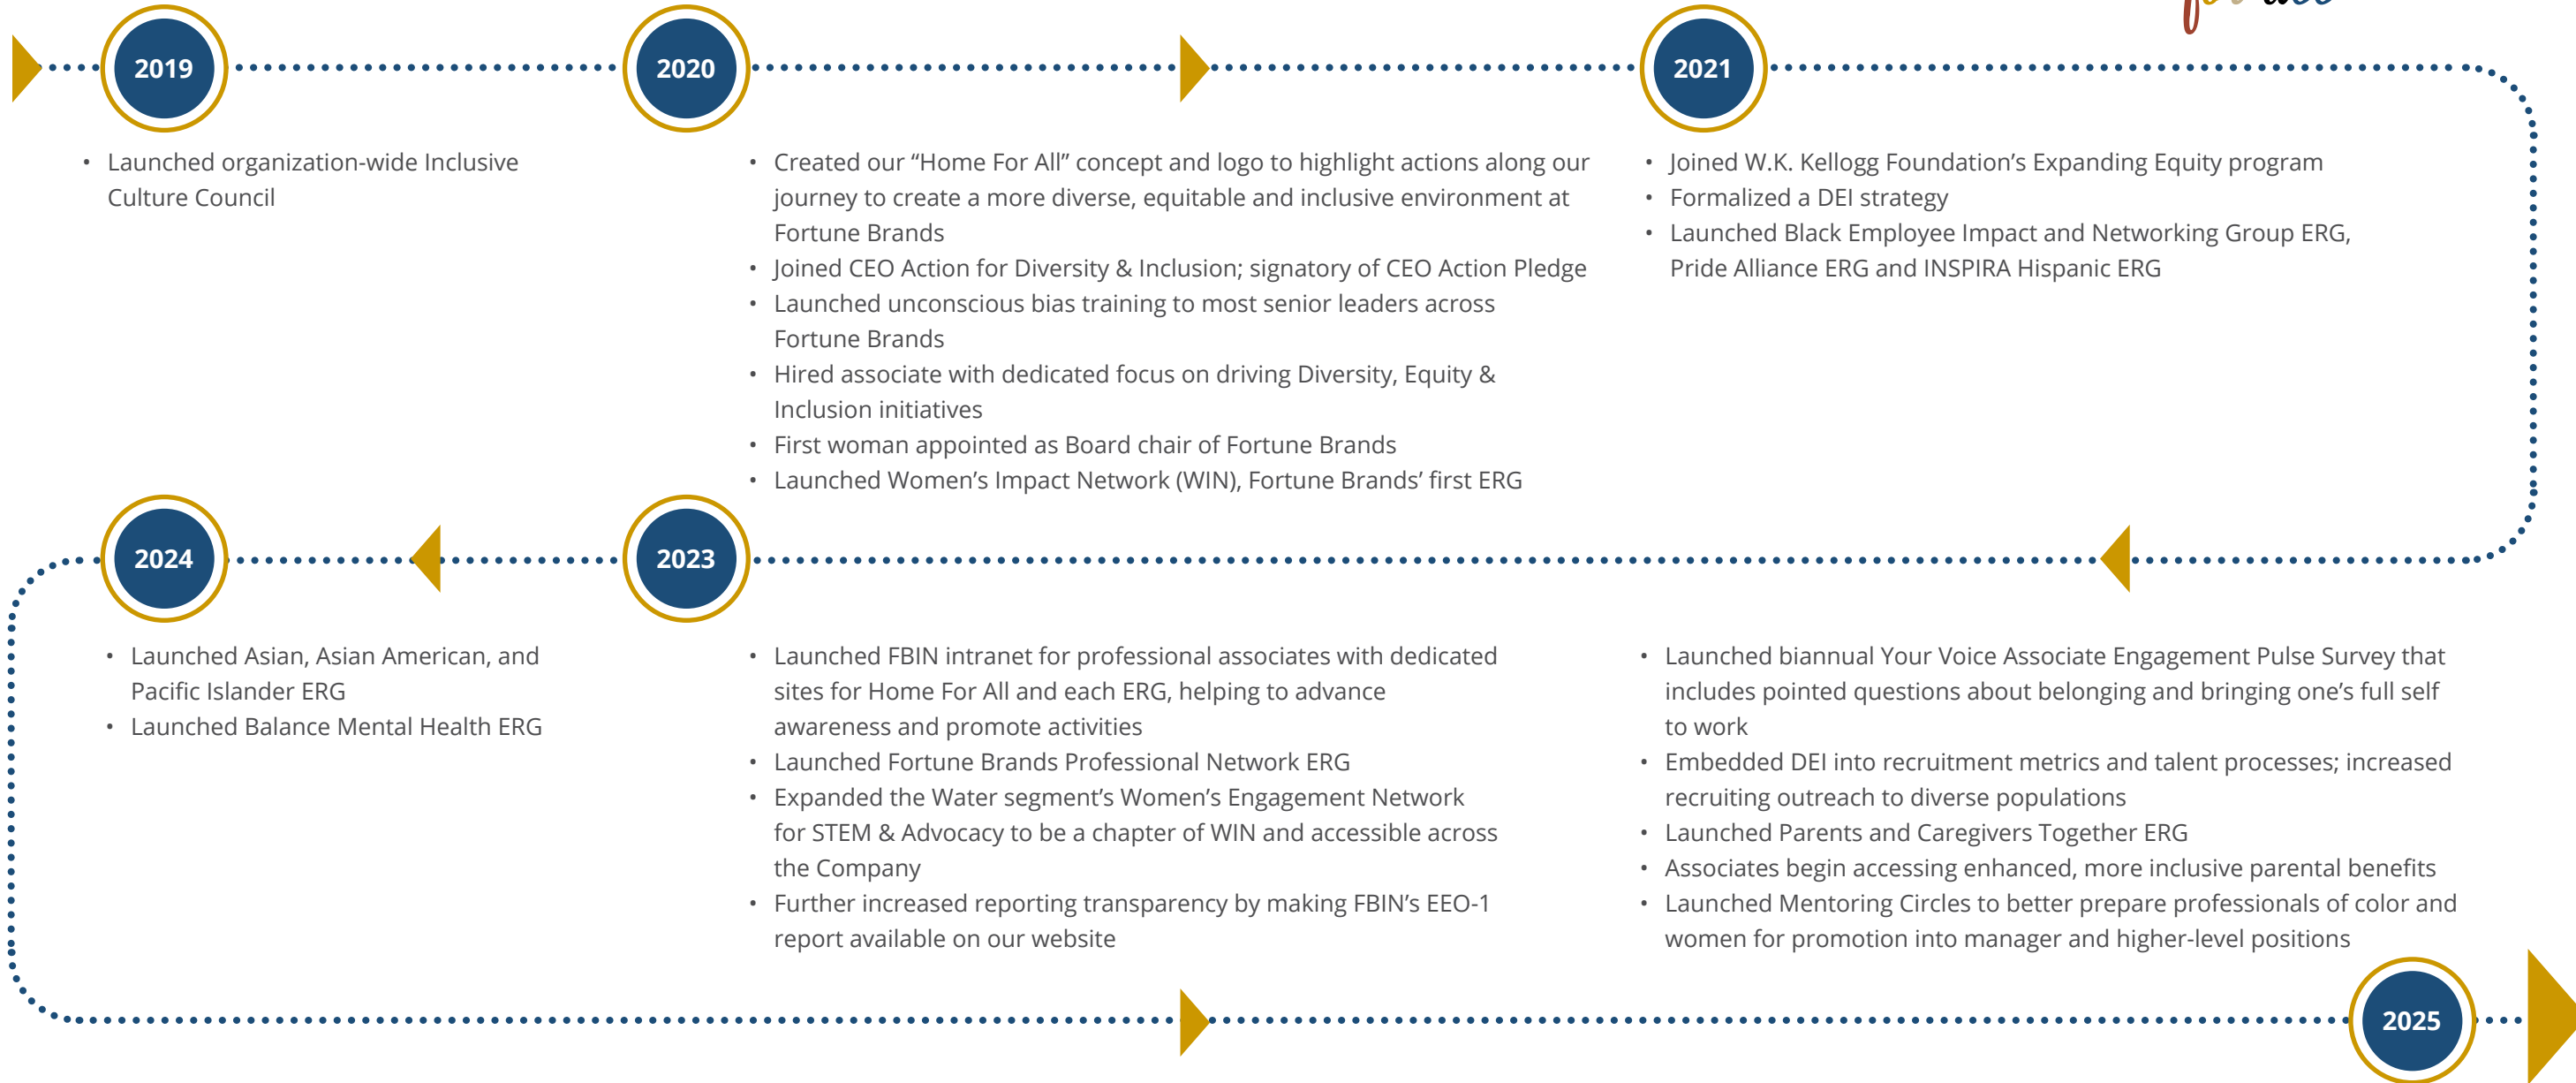 for all
2019
2020
2021
• Launched organization-wide Inclusive
Culture Council
• Created our “Home For All” concept and logo to highlight actions along our
journey to create a more diverse, equitable and inclusive environment at
Fortune Brands
• Joined CEO Action for Diversity & Inclusion; signatory of CEO Action Pledge
• Launched unconscious bias training to most senior leaders across
Fortune Brands
• Hired associate with dedicated focus on driving Diversity, Equity &
Inclusion initiatives
• First woman appointed as Board chair of Fortune Brands
• Launched Women’s Impact Network (WIN), Fortune Brands’ first ERG
• Joined W.K. Kellogg Foundation’s Expanding Equity program
• Formalized a DEI strategy
• Launched Black Employee Impact and Networking Group ERG,
Pride Alliance ERG and INSPIRA Hispanic ERG
2024
2023
• Launched Asian, Asian American, and
Pacific Islander ERG
• Launched Balance Mental Health ERG
• Launched FBIN intranet for professional associates with dedicated
sites for Home For All and each ERG, helping to advance
awareness and promote activities
• Launched Fortune Brands Professional Network ERG
• Expanded the Water segment’s Women’s Engagement Network
for STEM & Advocacy to be a chapter of WIN and accessible across
the Company
• Further increased reporting transparency by making FBIN’s EEO-1
report available on our website
• Launched biannual Your Voice Associate Engagement Pulse Survey that
includes pointed questions about belonging and bringing one’s full self
to work
• Embedded DEI into recruitment metrics and talent processes; increased
recruiting outreach to diverse populations
• Launched Parents and Caregivers Together ERG
• Associates begin accessing enhanced, more inclusive parental benefits
• Launched Mentoring Circles to better prepare professionals of color and
women for promotion into manager and higher-level positions
2025